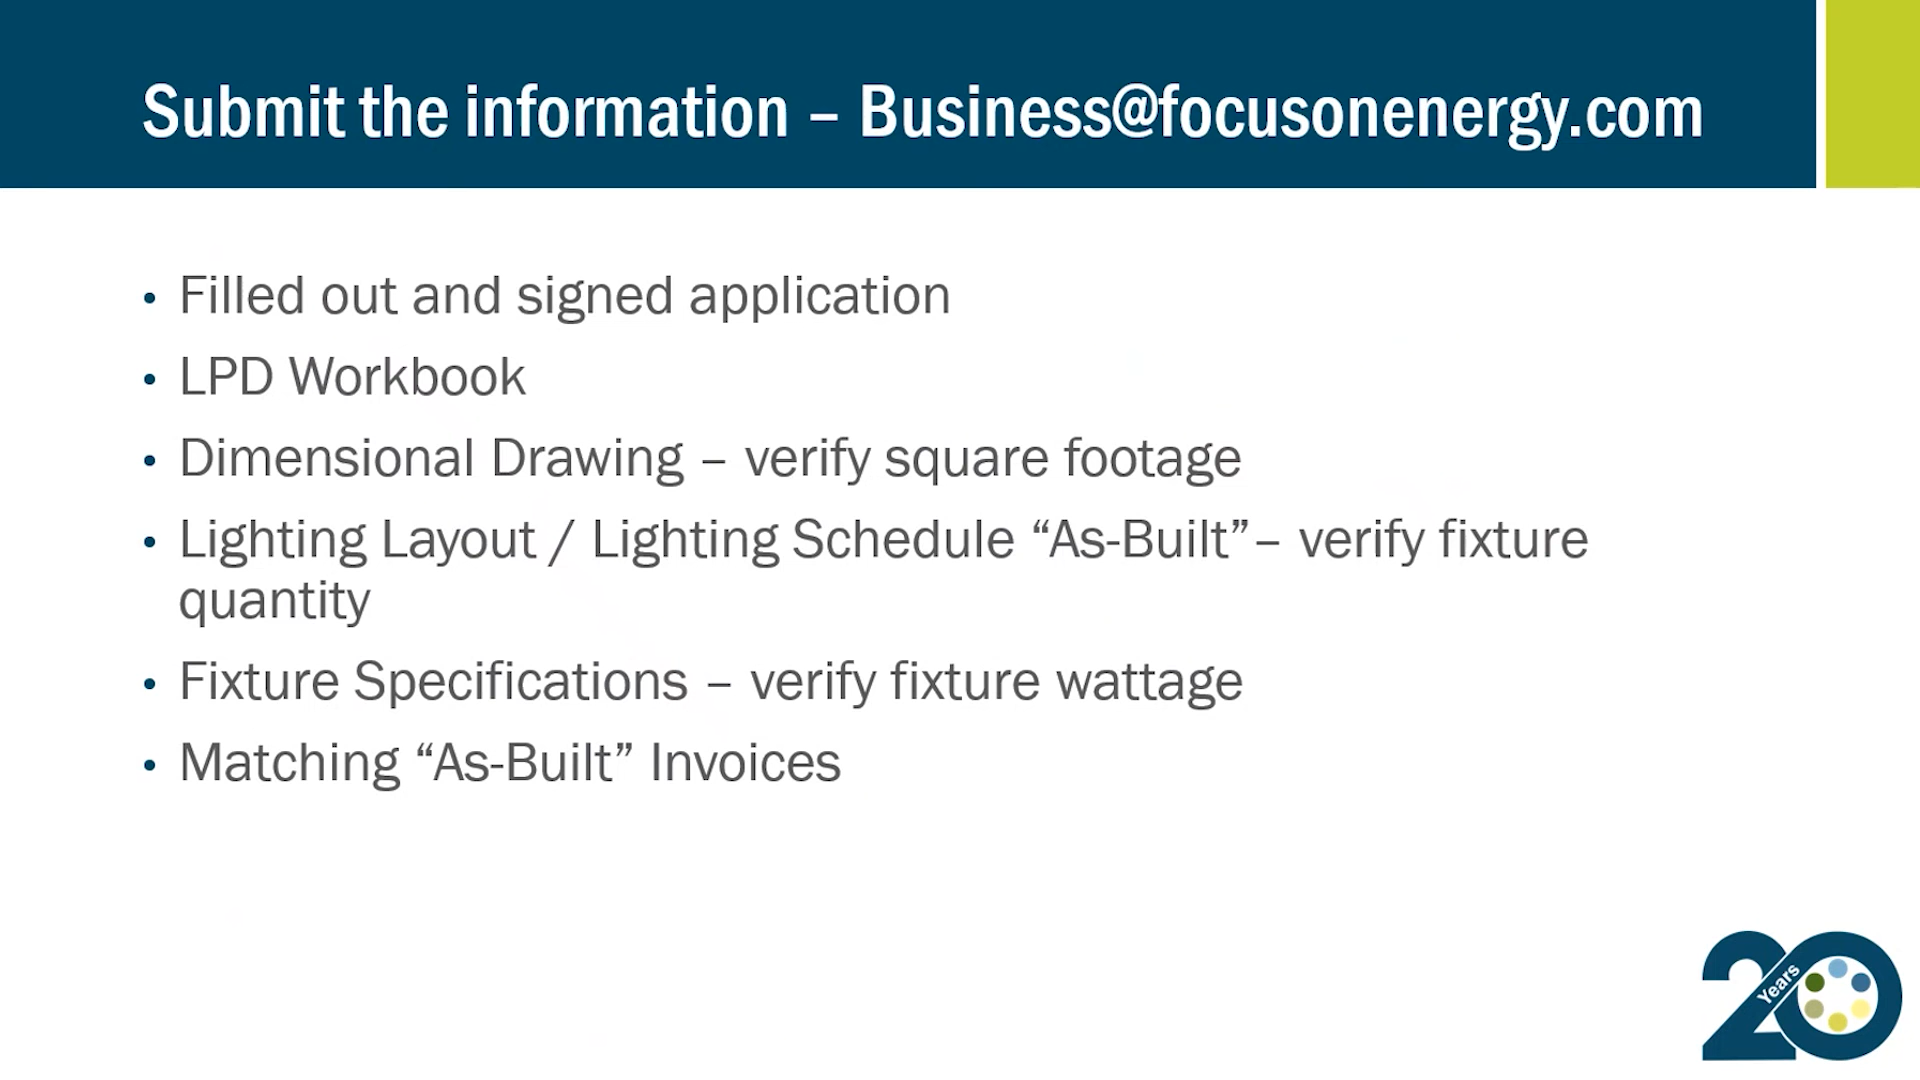 Submit the information – Business@focusonenergy.com
• Filled out and signed application
• LPD Workbook
• Dimensional Drawing – verify square footage
• Lighting Layout / Lighting Schedule “As-Built”– verify fixture
quantity
• Fixture Specifications – verify fixture wattage
• Matching “As-Built” Invoices
20
Years